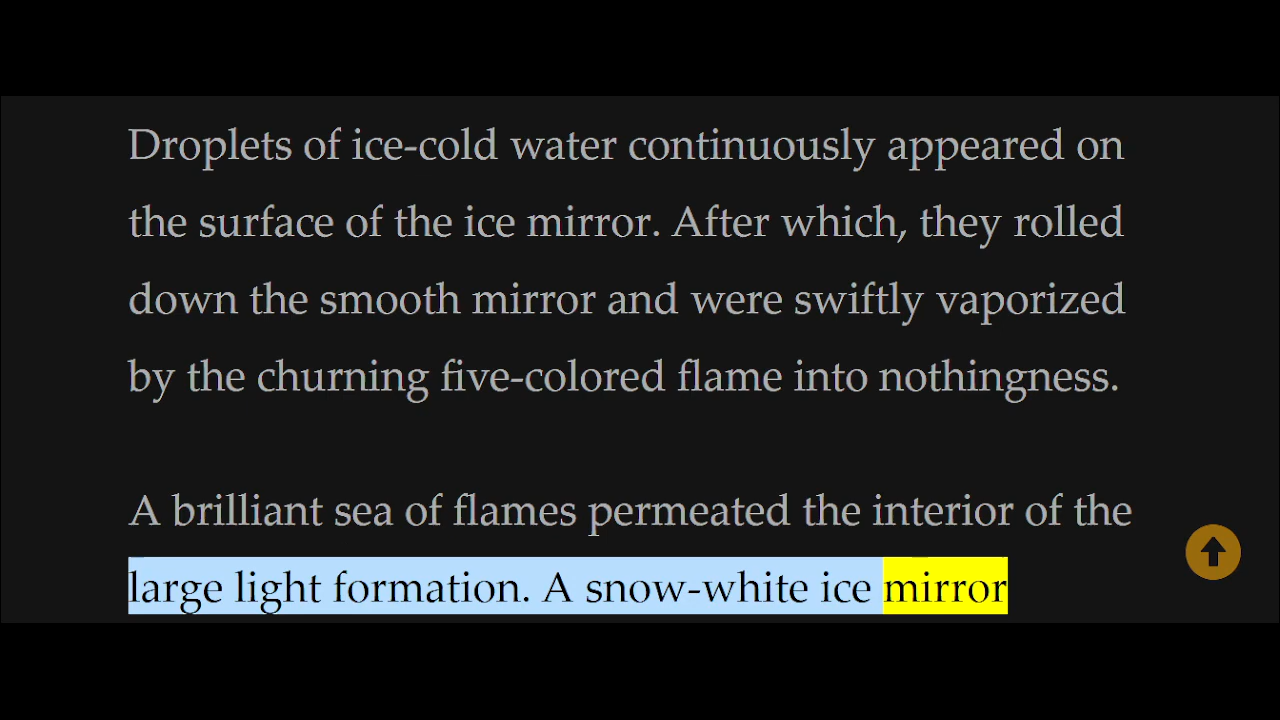 Droplets of ice-cold water continuously appeared on
the surface of the ice mirror. After which, they rolled
down the smooth mirror and were swiftly vaporized
by the churning five-colored flame into nothingness.
A brilliant sea of flames permeated the interior of the
large light formation. A snow-white ice mirror